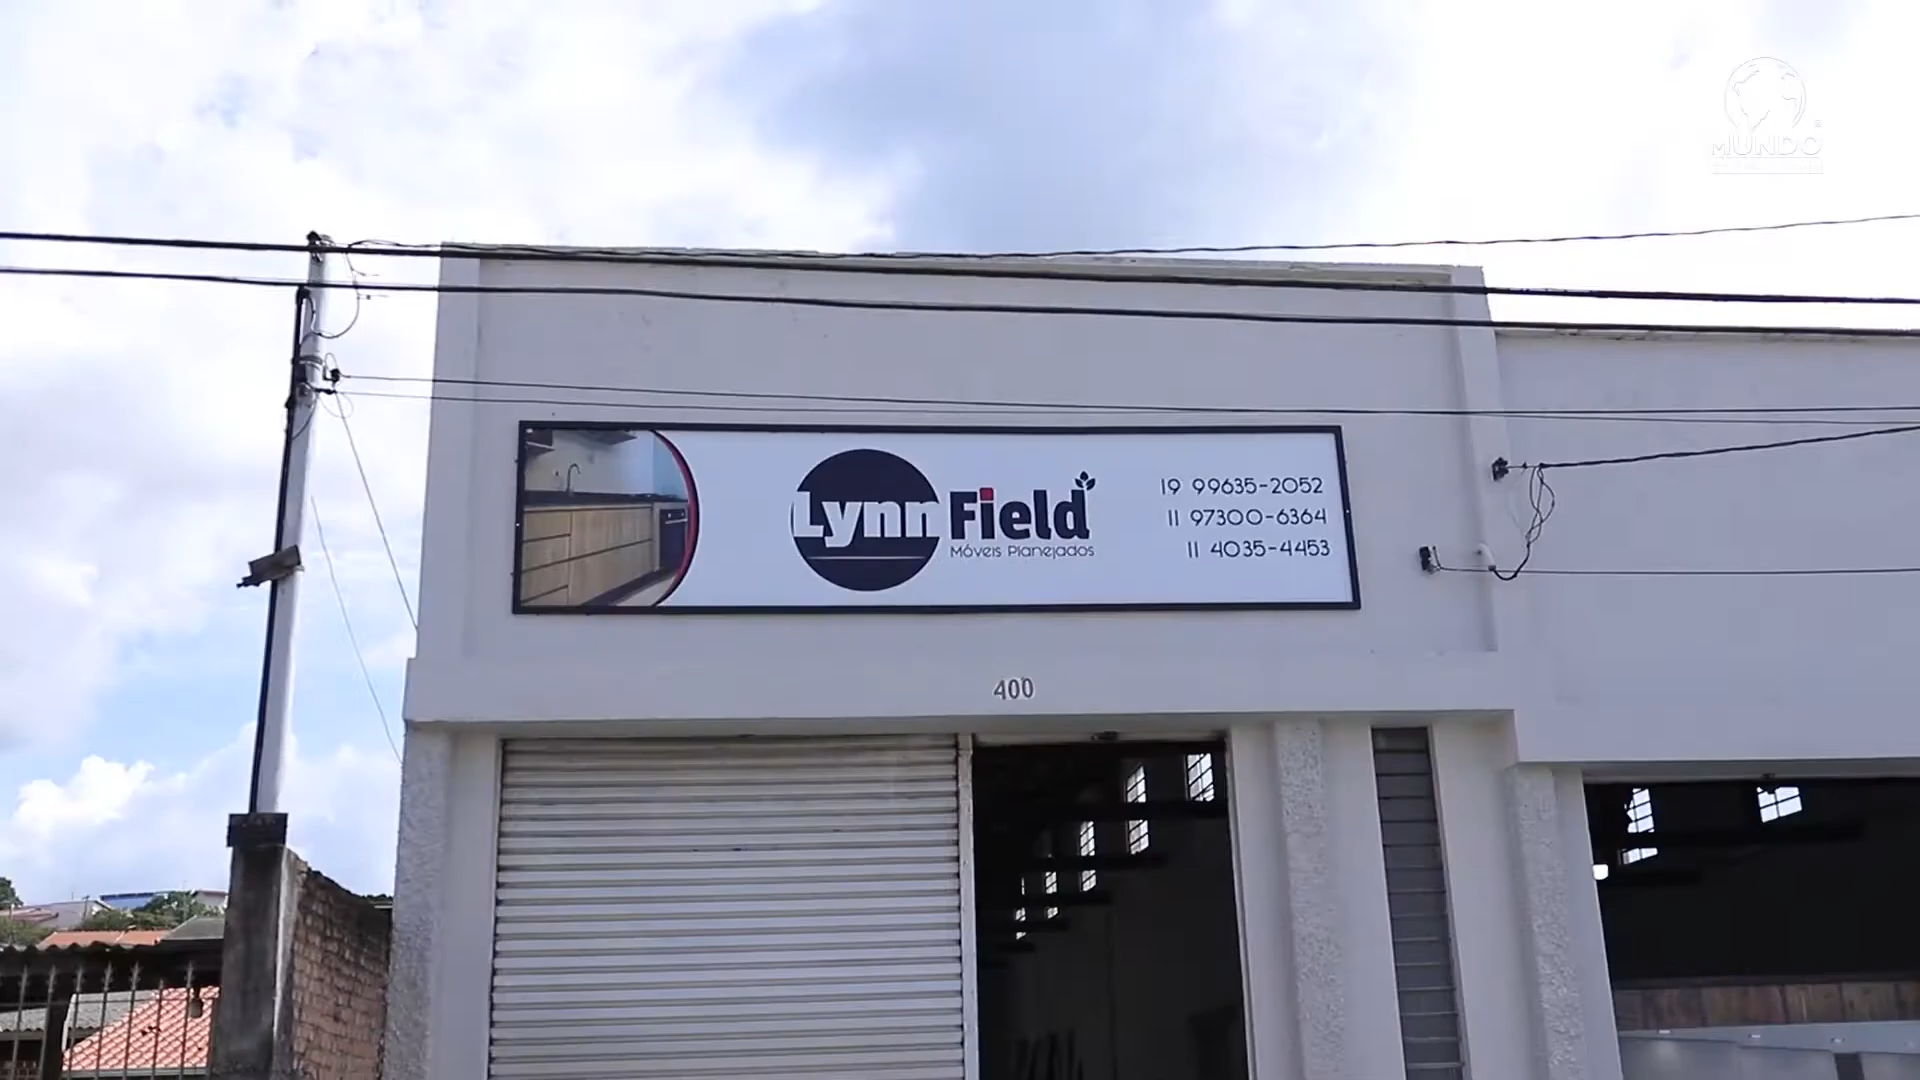 MUNDO
Lynn Field
Móveis Planejados
19 99635-2052
11 97300-6364
11 4035-4453
400